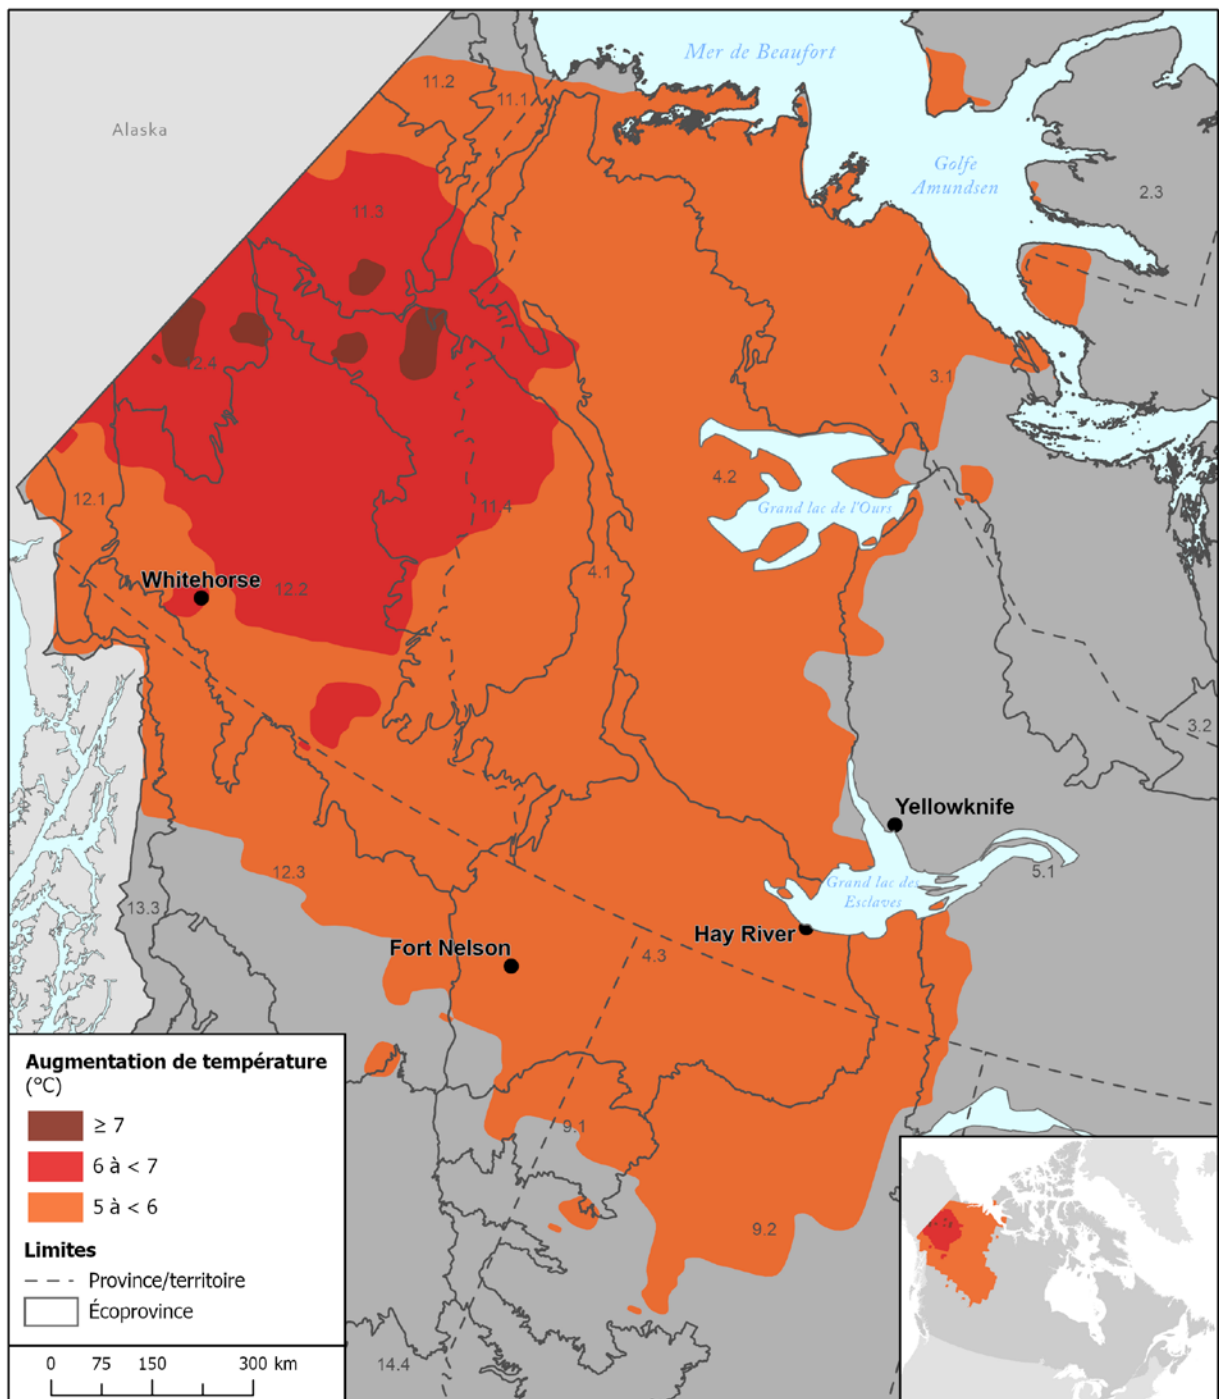 Mer de Beaufort
11.2
11.1
Alaska
Golfe
Amundsen
2.3
11.3
12.4
3.1
4.2
12.1
11.4
Grand lac de l'Ours
4.1
Whitehorse
12.2
3.2
Yellowknife
12.3
5.1
Grand lac des
Esclaves
13.3
Hay River
Fort Nelson
4.3
9.1
9.2
14.4
Augmentation de température
(°C)
≥ 7
6 à < 7
5 à < 6
Limites
Province/territoire
Écoprovince
0 75 150 300 km